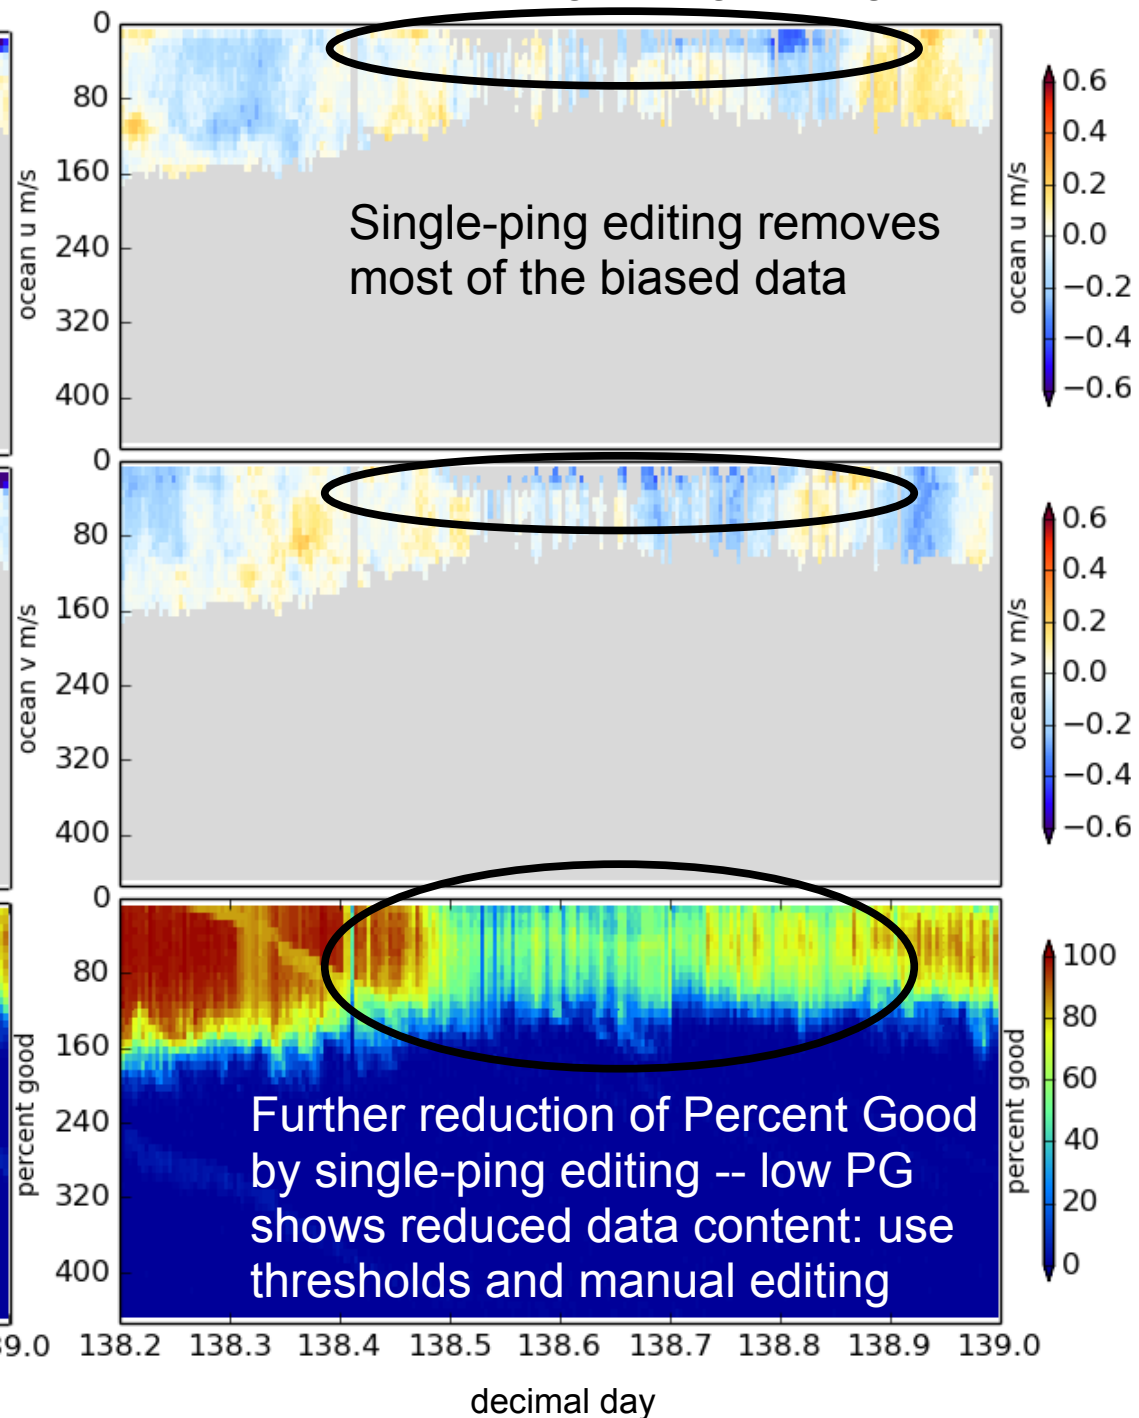 0
80
160
240
320
400
ocean u m/s
ocean u m/s
Single-ping editing removes
most of the biased data
ocean u m/s
0.6
0.4
0.2
0.0
−0.2
−0.4
−0.6
0
80
160
240
320
400
ocean v m/s
ocean v m/s
0.6
0.4
0.2
0.0
−0.2
−0.4
−0.6
0
80
160
240
320
400
percent good
Further reduction of Percent Good
by single-ping editing -- low PG
shows reduced data content: use
thresholds and manual editing
percent good
100
80
60
40
20
0
9.0
138.2 138.3 138.4 138.5 138.6 138.7 138.8 138.9 139.0
decimal day